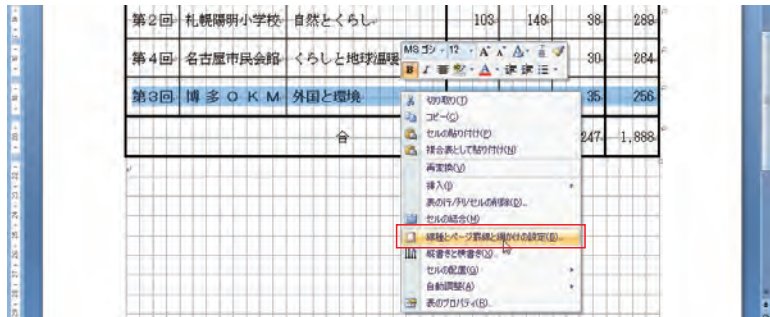 第2回 札幌陽明小学校 自然とくらし 103 148 38 289
第4回 名古屋市民会館 くらしと地球温暖 30 284
MS ゴシ 12
第3回 博多OKM 外国と環境 35 256
合 247 1,888
切り取り(T)
コピー(C)
セルの貼り付け(P)
複合表として貼り付け(N)
再変換(V)
挿入(I)
表の行/列/セルの削除(D)...
セルの結合(M)
線種とページ罫線と網かけの設定(B)...
縦書きと横書き(X)...
セルの配置(G)
自動調整(A)
表のプロパティ(R)...